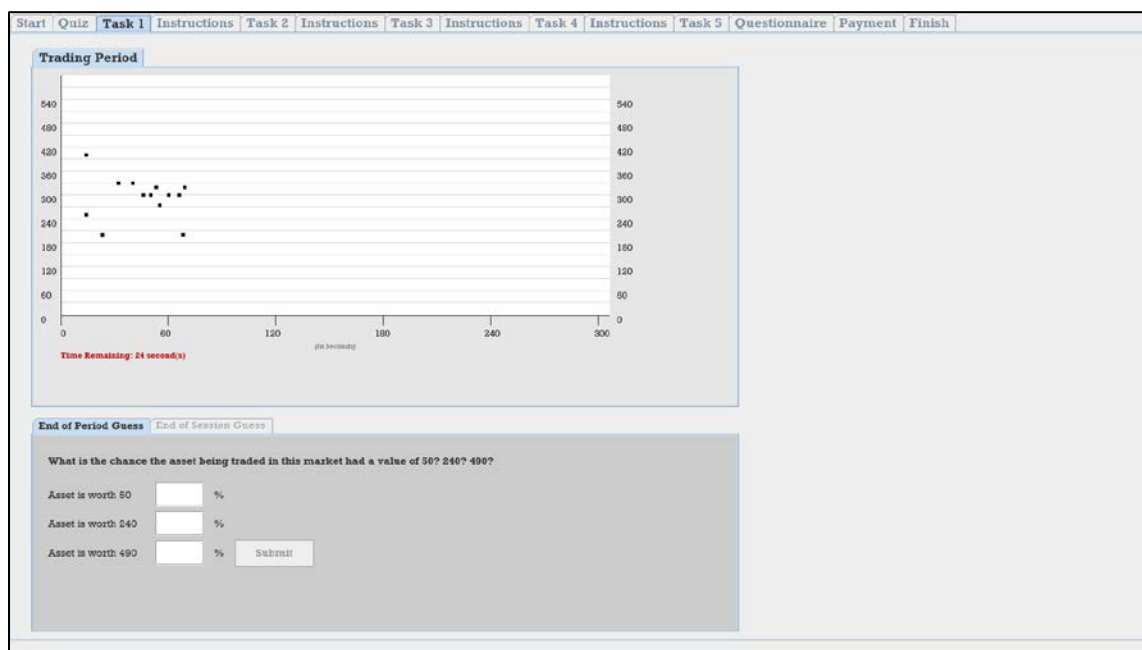 Start Quiz Task 1 Instructions Task 2 Instructions Task 3 Instructions Task 4 Instructions Task 5 Questionnaire Payment Finish
Trading Period
540 540
480 480
420 420
360 360
300 300
240 240
180 180
120 120
60 60
0 0
0 60 120 180 240 300
(in Seconds)
Time Remaining: 24 second(s)
End of Period Guess End of Session Guess
What is the chance the asset being traded in this market had a value of 50? 240? 490?
Asset is worth 50 %
Asset is worth 240 %
Asset is worth 490 % Submit